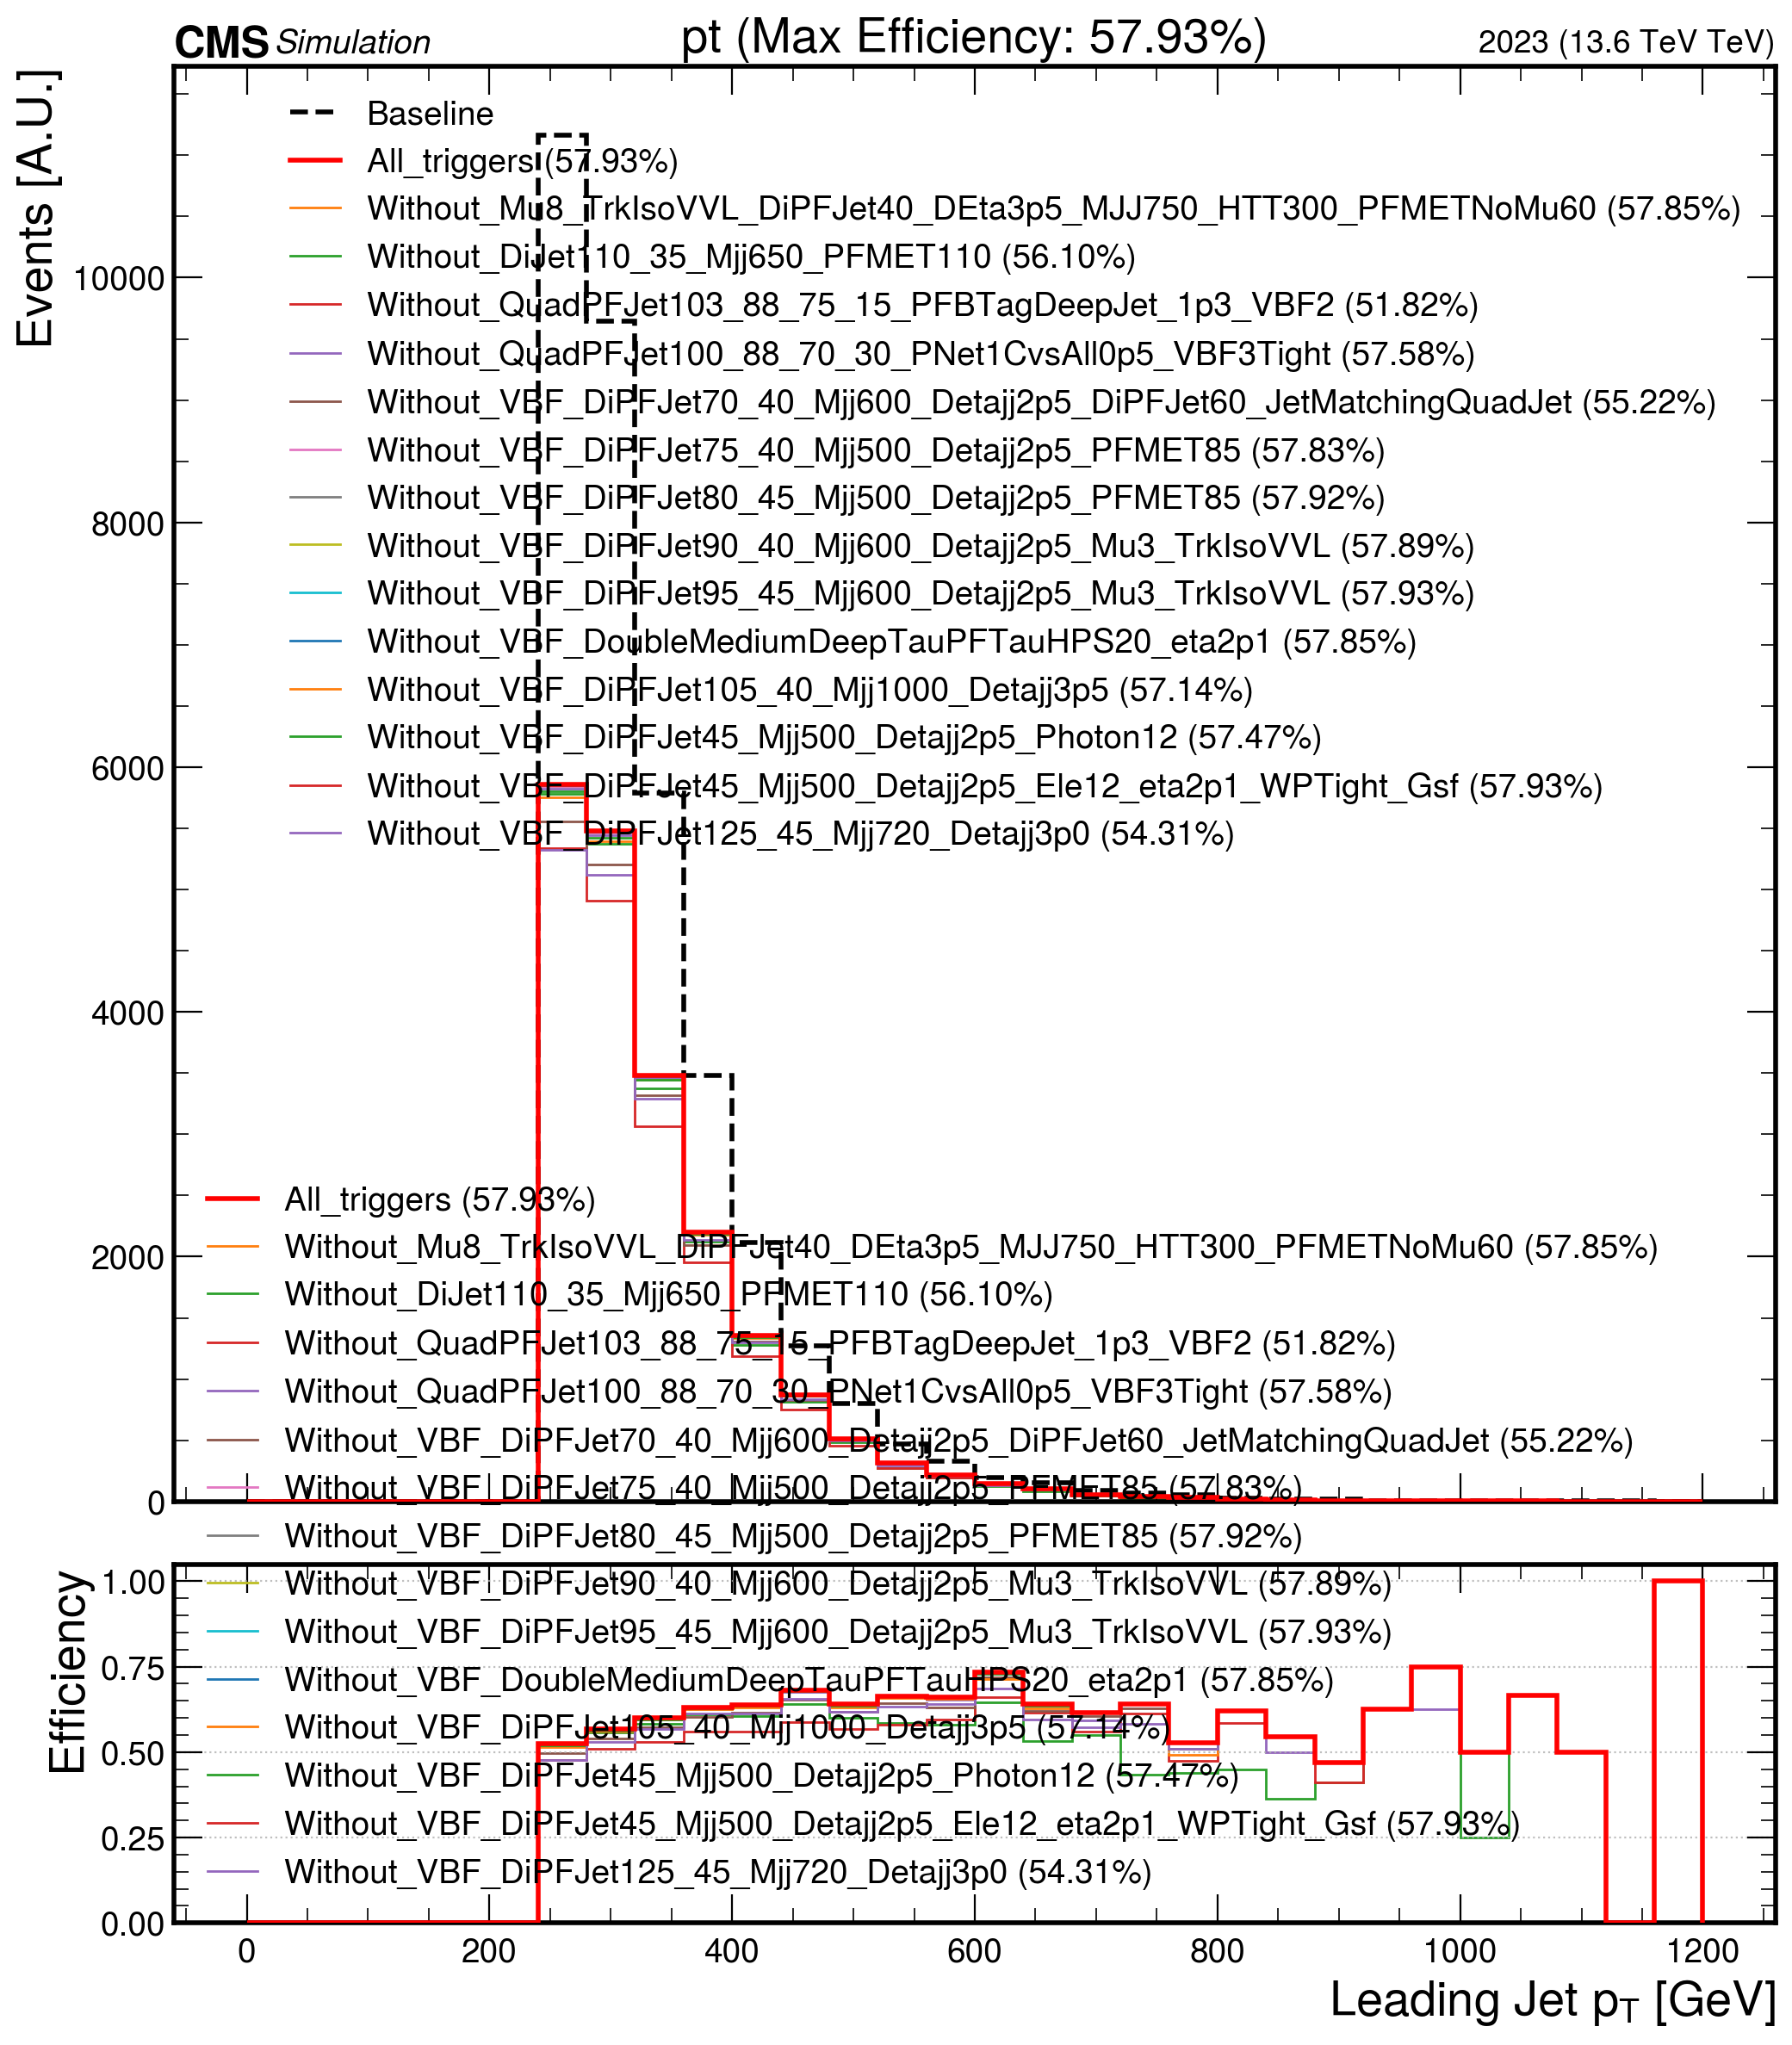 CMS Simulation pt (Max Efficiency: 57.93%) 2023 (13.6 TeV TeV)
Events [A.U.]
Baseline
All_triggers (57.93%)
Without_Mu8_TrkIsoVVL_DiPFJet40_DEta3p5_MJJ750_HTT300_PFMETNoMu60 (57.85%)
Without_DiJet110_35_Mjj650_PFMET110 (56.10%)
Without_QuadPFJet103_88_75_15_PFBTagDeepJet_1p3_VBF2 (51.82%)
Without_QuadPFJet100_88_70_30_PNet1CvsAll0p5_VBF3Tight (57.58%)
Without_VBF_DiPFJet70_40_Mjj600_Detajj2p5_DiPFJet60_JetMatchingQuadJet (55.22%)
Without_VBF_DiPFJet75_40_Mjj500_Detajj2p5_PFMET85 (57.83%)
Without_VBF_DiPFJet80_45_Mjj500_Detajj2p5_PFMET85 (57.92%)
Without_VBF_DiPFJet90_40_Mjj600_Detajj2p5_Mu3_TrkIsoVVL (57.89%)
Without_VBF_DiPFJet95_45_Mjj600_Detajj2p5_Mu3_TrkIsoVVL (57.93%)
Without_VBF_DoubleMediumDeepTauPFTauHPS20_eta2p1 (57.85%)
Without_VBF_DiPFJet105_40_Mjj1000_Detajj3p5 (57.14%)
Without_VBF_DiPFJet45_Mjj500_Detajj2p5_Photon12 (57.47%)
Without_VBF_DiPFJet45_Mjj500_Detajj2p5_Ele12_eta2p1_WPTight_Gsf (57.93%)
Without_VBF_DiPFJet125_45_Mjj720_Detajj3p0 (54.31%)
10000
8000
6000
4000
2000
0
All_triggers (57.93%)
Without_Mu8_TrkIsoVVL_DiPFJet40_DEta3p5_MJJ750_HTT300_PFMETNoMu60 (57.85%)
Without_DiJet110_35_Mjj650_PFMET110 (56.10%)
Without_QuadPFJet103_88_75_15_PFBTagDeepJet_1p3_VBF2 (51.82%)
Without_QuadPFJet100_88_70_30_PNet1CvsAll0p5_VBF3Tight (57.58%)
Without_VBF_DiPFJet70_40_Mjj600_Detajj2p5_DiPFJet60_JetMatchingQuadJet (55.22%)
Without_VBF_DiPFJet75_40_Mjj500_Detajj2p5_PFMET85 (57.83%)
Without_VBF_DiPFJet80_45_Mjj500_Detajj2p5_PFMET85 (57.92%)
Without_VBF_DiPFJet90_40_Mjj600_Detajj2p5_Mu3_TrkIsoVVL (57.89%)
Without_VBF_DiPFJet95_45_Mjj600_Detajj2p5_Mu3_TrkIsoVVL (57.93%)
Without_VBF_DoubleMediumDeepTauPFTauHPS20_eta2p1 (57.85%)
Without_VBF_DiPFJet105_40_Mjj1000_Detajj3p5 (57.14%)
Without_VBF_DiPFJet45_Mjj500_Detajj2p5_Photon12 (57.47%)
Without_VBF_DiPFJet45_Mjj500_Detajj2p5_Ele12_eta2p1_WPTight_Gsf (57.93%)
Without_VBF_DiPFJet125_45_Mjj720_Detajj3p0 (54.31%)
Efficiency
1.00
0.75
0.50
0.25
0.00
0 200 400 600 800 1000 1200
Leading Jet pT [GeV]